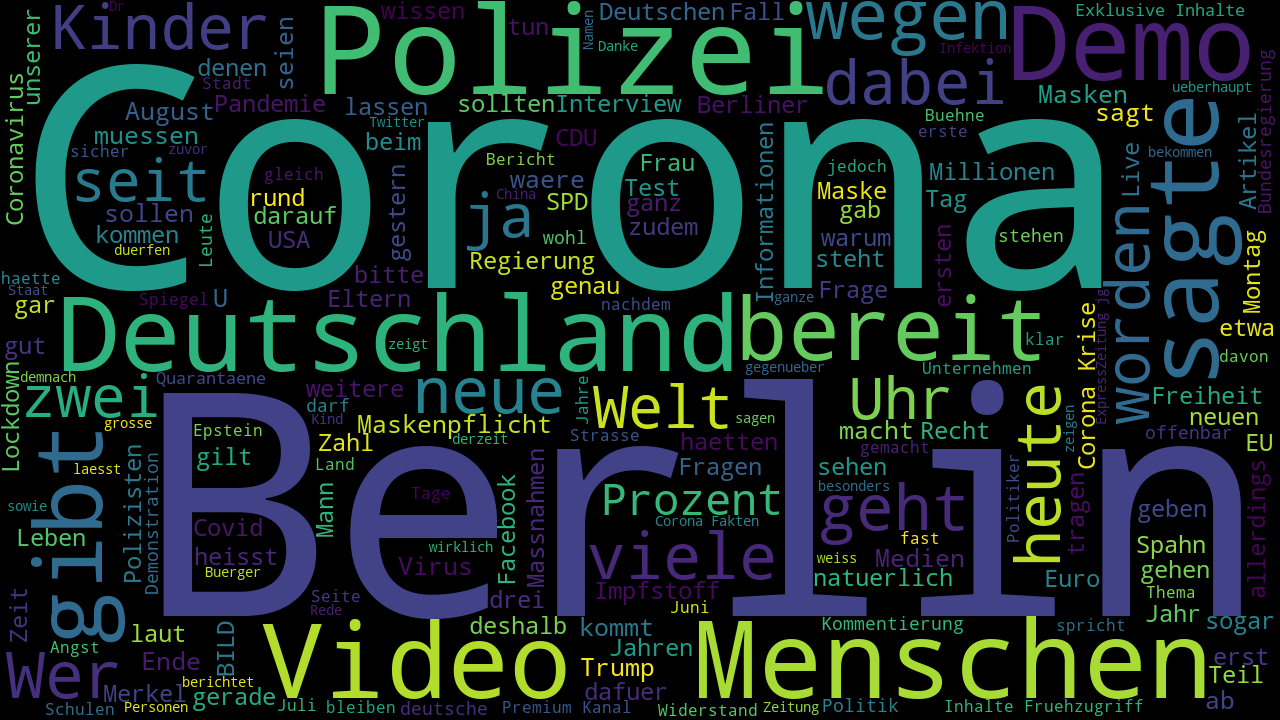 Dr
Kinder
wissen
Polizei
tun
Namen
Deutschen
Fall
Danke
wegen
Demo
Exklusive Inhalte
Infektion
unserer
denen
seien
Stadt
dabei
Masken
ueberhaupt
Bundesregierung
Coronavirus
August
Pandemie
lassen
sollten
Interview
Berliner
Buehne
sagt
Twitter
muessen
beim
CDU
erste
Artikel
sicher
zuvor
Corona
Bericht
Frau
Informationen
jedoch
Millionen
Live
bekommen
sagte
seit
gleich
waere
China
Test
Maske
Tag
rund
ganz
gab
sollen
darauf
gestern
ja
SPD
zudem
kommen
Leute
USA
wohl
warum
stehen
duerfen
Regierung
steht
ersten
worden
Montag
haette
bitte
genau
Frage
Staat
Spiegel
U
Eltern
nachdem
ganze
gar
ExpressZeitung jg
etwa
Deutschland
bereit
gut
zeigt
klar
Corona Krise
davon
gegenueber
Unternehmen
demnach
Quarantaene
weitere
neue
Jahre
Welt
Uhr
heute
Freiheit
Lockdown
zwei
darf
Kind
sagen
neuen
grosse
Epstein
Maskenpflicht
Strasse
haetten
macht
Recht
zeigen
offenbar
EU
gibt
Zahl
derzeit
gemacht
gilt
Land
Fragen
sehen
Politiker
laesst
Polizisten
Demonstration
Mann
Berlin
Tage
Facebook
Massnahmen
Prozent
besonders
geht
tragen
allerdings
sowie
geben
Corona Fakten
Leben
Covid
wirklich
fast
Spahn
heisst
viele
weiss
Medien
Buerger
Virus
natuerlich
Euro
gehen
Zeit
Seite
drei
Impfstoff
Thema
Rede
Juni
Jahr
laut
Video
deshalb
kommt
Menschen
Kommentierung
spricht
sogar
Angst
BILD
Jahren
Wer
Ende
Trump
erst
berichtet
Teil
Merkel
gerade
dafuer
ab
Schulen
Personen
Juli
bleiben
deutsche
Premium Kanal
Widerstand
Zeitung
Politik
Inhalte Fruehzugriff